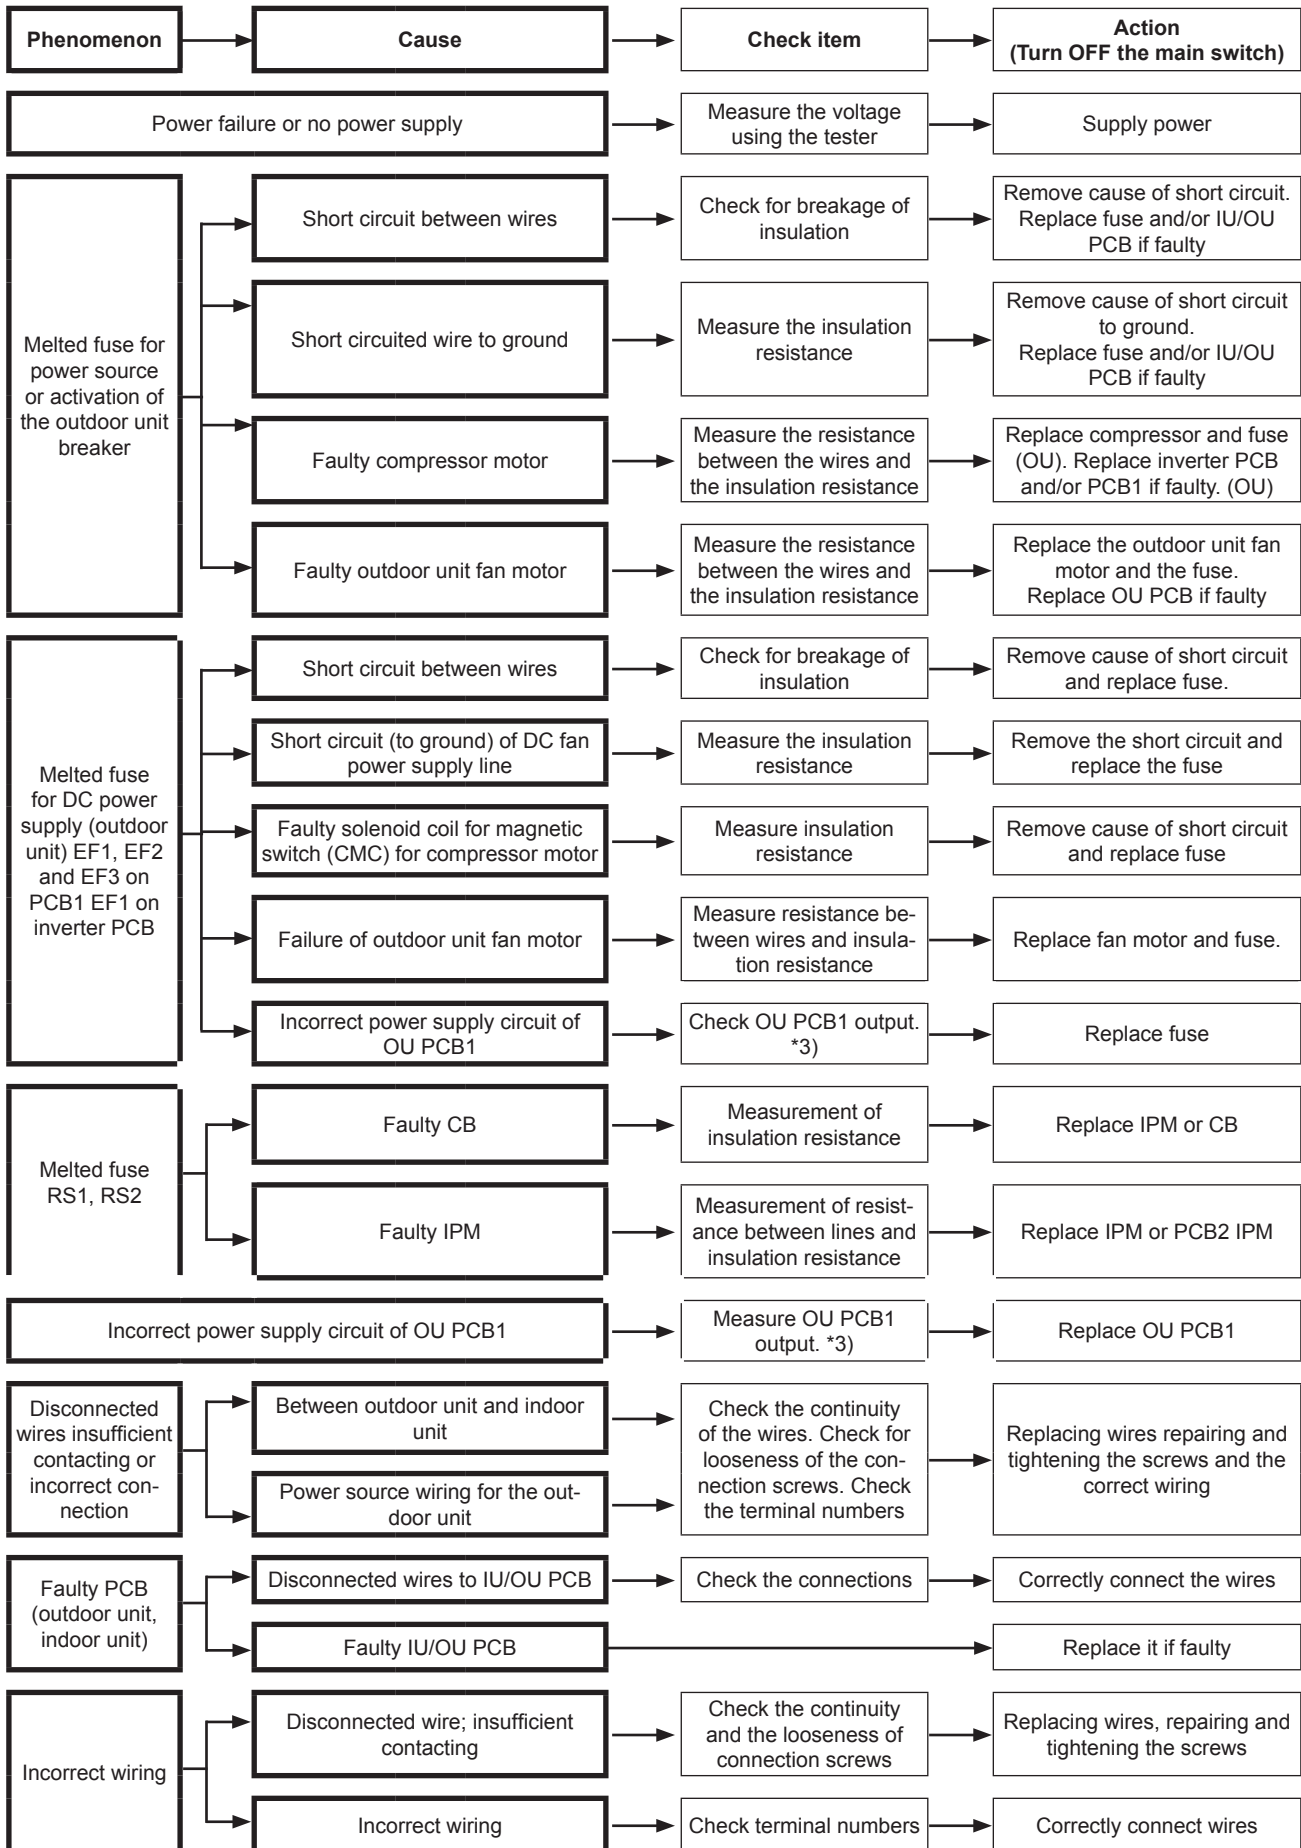 Phenomenon
Cause
Check item
Action
(Turn OFF the main switch)
Power failure or no power supply
Measure the voltage
using the tester
Supply power
Melted fuse for
power source
or activation of
the outdoor unit
breaker
Short circuit between wires
Check for breakage of
insulation
Remove cause of short circuit.
Replace fuse and/or IU/OU
PCB if faulty
Short circuited wire to ground
Measure the insulation
resistance
Remove cause of short circuit
to ground.
Replace fuse and/or IU/OU
PCB if faulty
Faulty compressor motor
Measure the resistance
between the wires and
the insulation resistance
Replace compressor and fuse
(OU). Replace inverter PCB
and/or PCB1 if faulty. (OU)
Faulty outdoor unit fan motor
Measure the resistance
between the wires and
the insulation resistance
Replace the outdoor unit fan
motor and the fuse.
Replace OU PCB if faulty
Melted fuse
for DC power
supply (outdoor
unit) EF1, EF2
and EF3 on
PCB1 EF1 on
inverter PCB
Short circuit between wires
Check for breakage of
insulation
Remove cause of short circuit
and replace fuse.
Short circuit (to ground) of DC fan
power supply line
Measure the insulation
resistance
Remove the short circuit and
replace the fuse
Faulty solenoid coil for magnetic
switch (CMC) for compressor motor
Measure insulation
resistance
Remove cause of short circuit
and replace fuse
Failure of outdoor unit fan motor
Measure resistance be-
tween wires and insula-
tion resistance
Replace fan motor and fuse.
Incorrect power supply circuit of
OU PCB1
Check OU PCB1 output.
*3)
Replace fuse
Melted fuse
RS1, RS2
Faulty CB
Measurement of
insulation resistance
Replace IPM or CB
Faulty IPM
Measurement of resist-
ance between lines and
insulation resistance
Replace IPM or PCB2 IPM
Incorrect power supply circuit of OU PCB1
Measure OU PCB1
output. *3)
Replace OU PCB1
Disconnected
wires insufficient
contacting or
incorrect con-
nection
Between outdoor unit and indoor
unit
Power source wiring for the out-
door unit
Check the continuity
of the wires. Check for
looseness of the con-
nection screws. Check
the terminal numbers
Replacing wires repairing and
tightening the screws and the
correct wiring
Faulty PCB
(outdoor unit,
indoor unit)
Disconnected wires to IU/OU PCB
Check the connections
Correctly connect the wires
Faulty IU/OU PCB
Replace it if faulty
Incorrect wiring
Disconnected wire; insufficient
contacting
Check the continuity
and the looseness of
connection screws
Replacing wires, repairing and
tightening the screws
Incorrect wiring
Check terminal numbers
Correctly connect wires